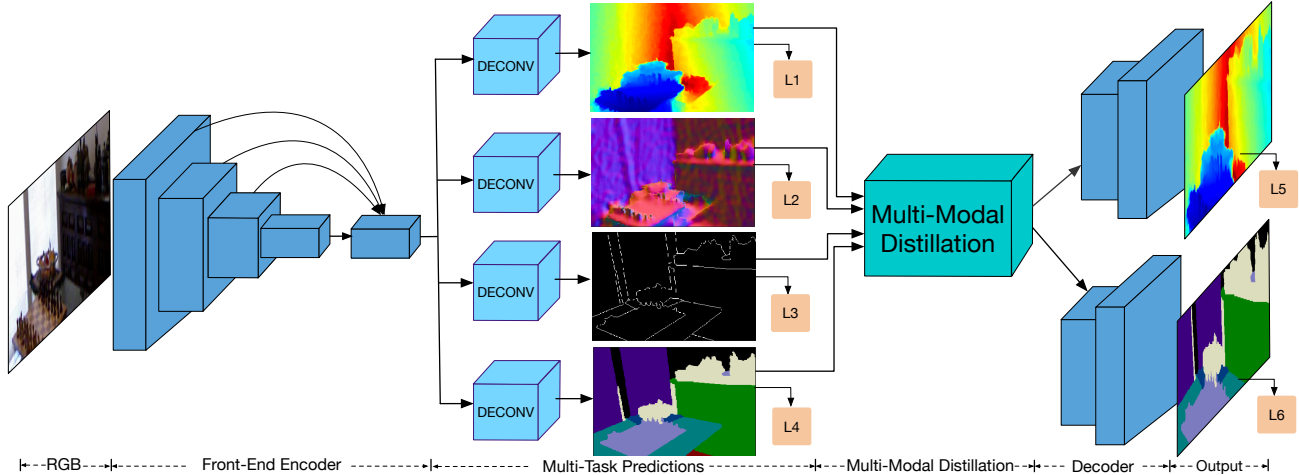 DECONV
L1
DECONV
L2
DECONV
L3
DECONV
L4
Multi-Modal
Distillation
L5
L6
RGB
Front-End Encoder
Multi-Task Predictions
Multi-Modal Distillation
Decoder
Output